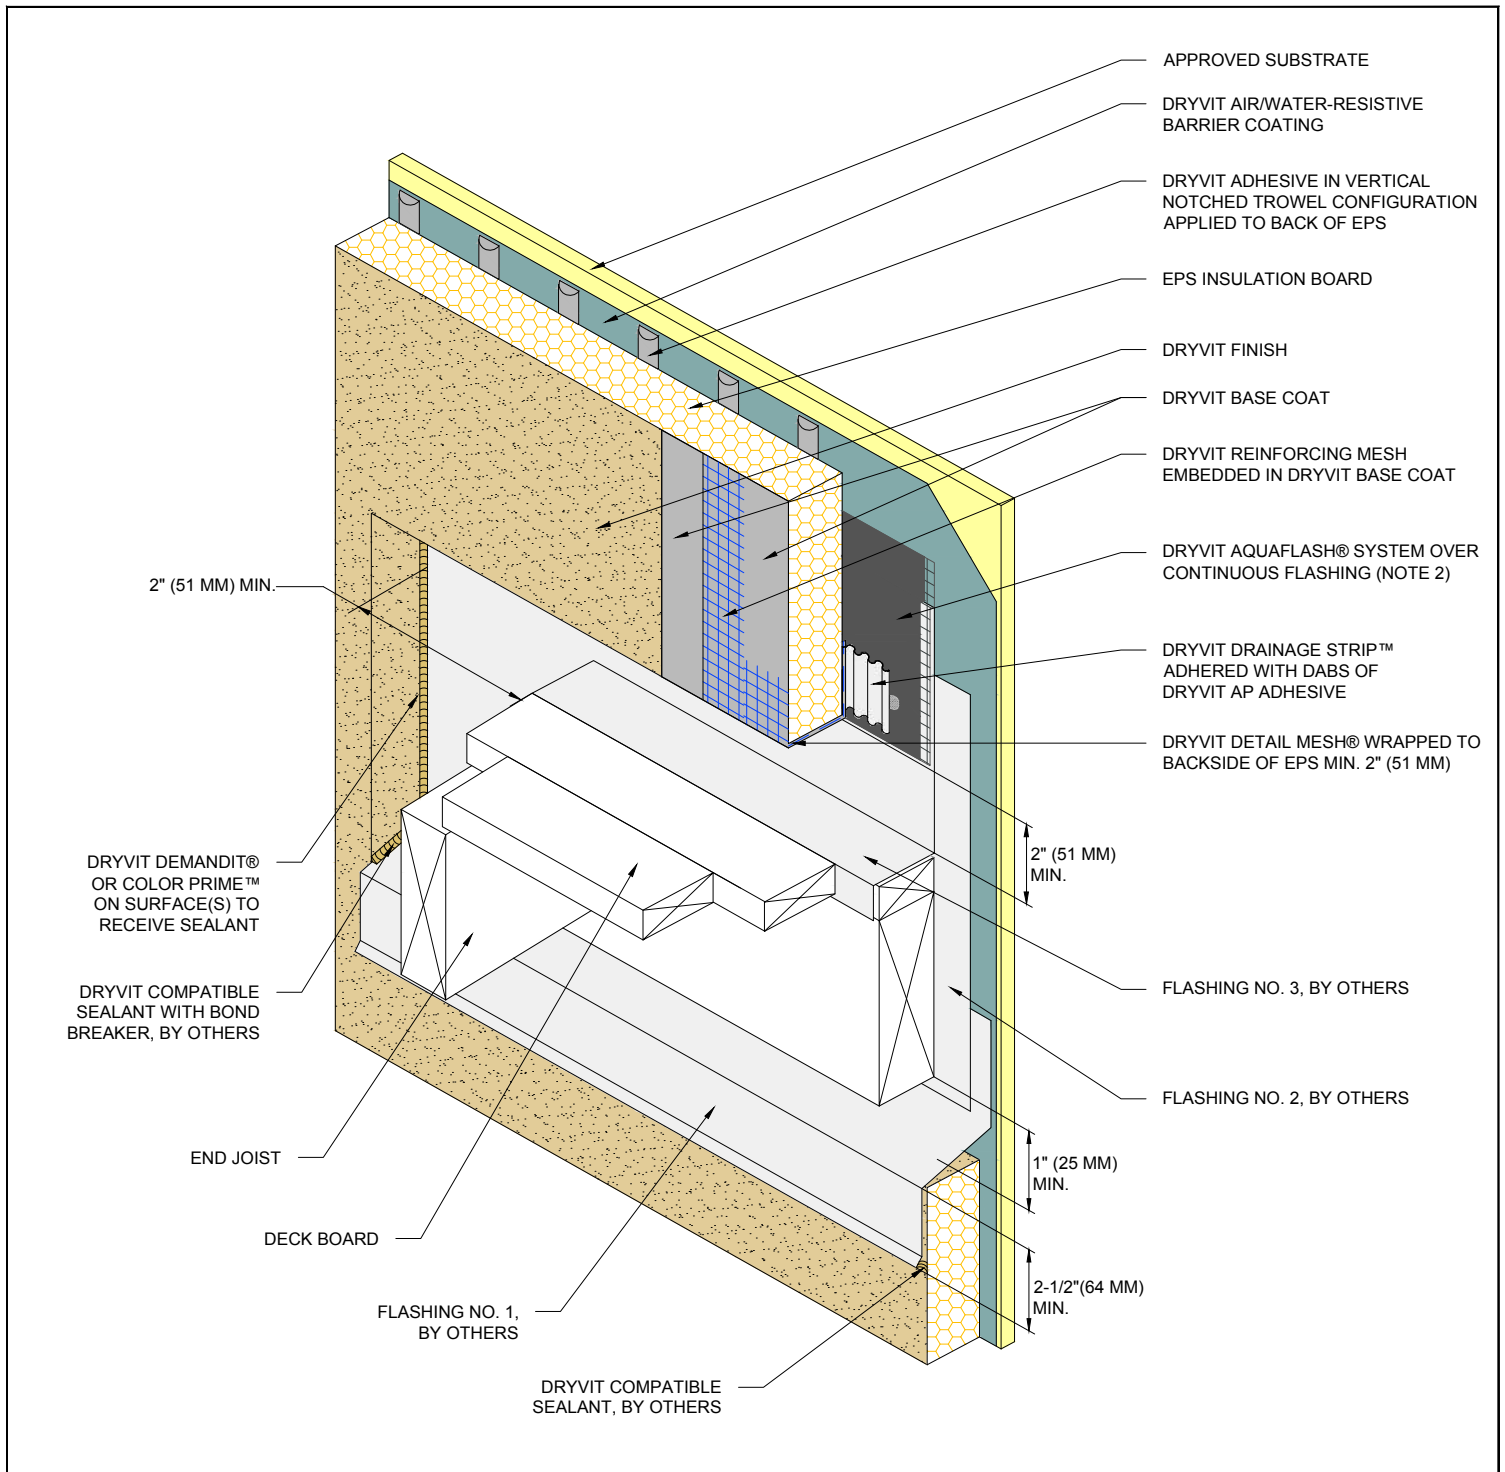 APPROVED SUBSTRATE
DRYVIT AIR/WATER-RESISTIVE
BARRIER COATING
DRYVIT ADHESIVE IN VERTICAL
NOTCHED TROWEL CONFIGURATION
APPLIED TO BACK OF EPS
EPS INSULATION BOARD
DRYVIT FINISH
DRYVIT BASE COAT
DRYVIT REINFORCING MESH
EMBEDDED IN DRYVIT BASE COAT
DRYVIT AQUAFLASH® SYSTEM OVER
CONTINUOUS FLASHING (NOTE 2)
DRYVIT DRAINAGE STRIP™
ADHERED WITH DABS OF
DRYVIT AP ADHESIVE
DRYVIT DETAIL MESH® WRAPPED TO
BACKSIDE OF EPS MIN. 2" (51 MM)
2" (51 MM)
MIN.
FLASHING NO. 3, BY OTHERS
FLASHING NO. 2, BY OTHERS
1" (25 MM)
MIN.
2-1/2"(64 MM)
MIN.
2" (51 MM) MIN.
DRYVIT DEMANDIT®
OR COLOR PRIME™
ON SURFACE(S) TO
RECEIVE SEALANT
DRYVIT COMPATIBLE
SEALANT WITH BOND
BREAKER, BY OTHERS
END JOIST
DECK BOARD
FLASHING NO. 1,
BY OTHERS
DRYVIT COMPATIBLE
SEALANT, BY OTHERS